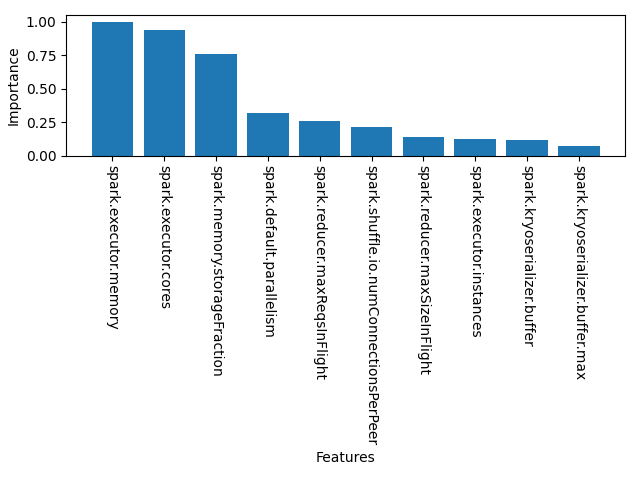 1.00
0.75
0.50
0.25
0.00
Importance
spark.executor.memory
spark.executor.cores
spark.memory.storageFraction
spark.default.parallelism
spark.reducer.maxReqsInFlight
spark.shuffle.io.numConnectionsPerPeer
spark.reducer.maxSizeInFlight
spark.executor.instances
spark.kryoserializer.buffer
spark.kryoserializer.buffer.max
Features